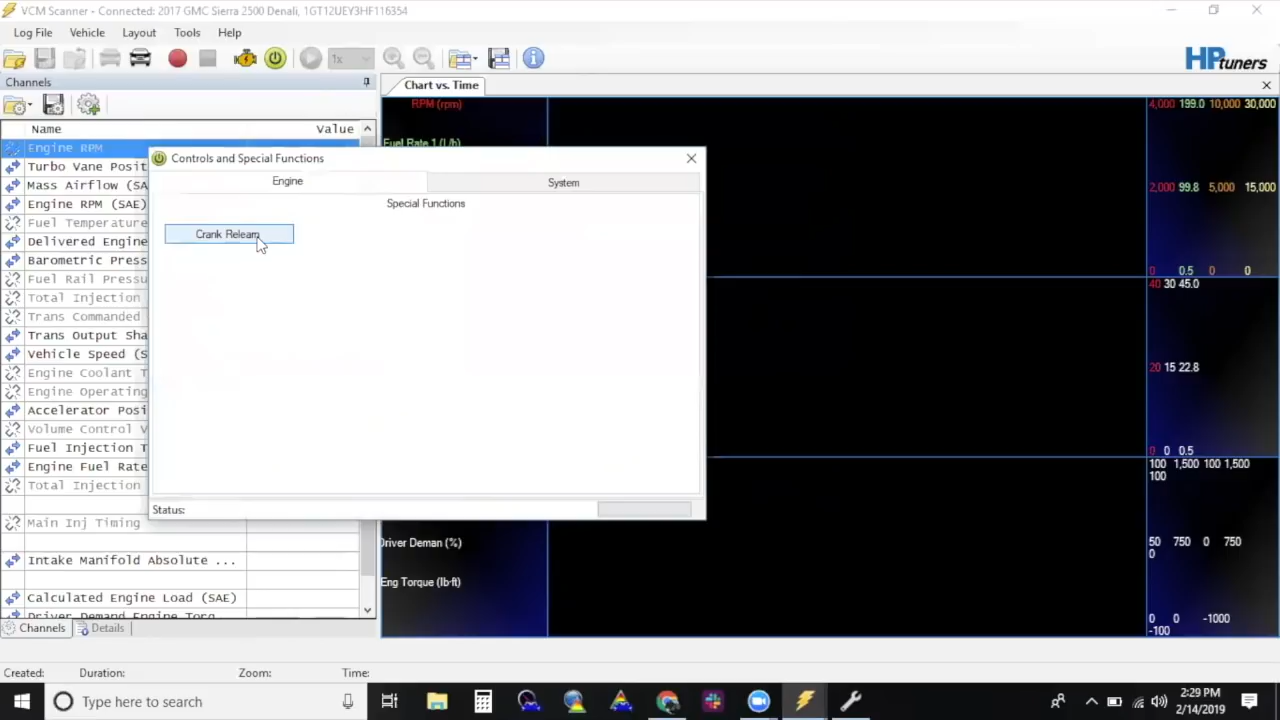 VCM Scanner - Connected: 2017 GMC Sierra 2500 Denali, 1GT12UEY3HF116354
Log File Vehicle Layout Tools Help
1x
HPtuners
Channels
Chart vs. Time
Name Value
Engine RPM
Turbo Vane Posit
Mass Airflow (SA
Engine RPM (SAE)
Fuel Temperature
Delivered Engine
Barometric Press
Fuel Rail Pressu
Total Injection
Trans Commanded
Trans Output Sha
Vehicle Speed (S
Engine Coolant T
Engine Operating
Accelerator Posi
Volume Control V
Fuel Injection T
Engine Fuel Rate
Total Injection
Main Inj Timing
Intake Manifold Absolute ...
Calculated Engine Load (SAE)
Driver Demand Engine Torq
Channels Details
Controls and Special Functions
Engine System
Special Functions
Crank Relearn
Status:
RPM (rpm)
Fuel Rate 1 (L/h)
Driver Deman (%)
Eng Torque (lb·ft)
4,000 199.0 10,000 30,000
2,000 99.8 5,000 15,000
0 0.5 0 0
40 30 45.0
20 15 22.8
0 0 0.5
100 1,500 100 1,500
100
50 750 0 750
0
0 0 -1000
-100
Created: Duration: Zoom: Time:
Type here to search
2:29 PM
2/14/2019